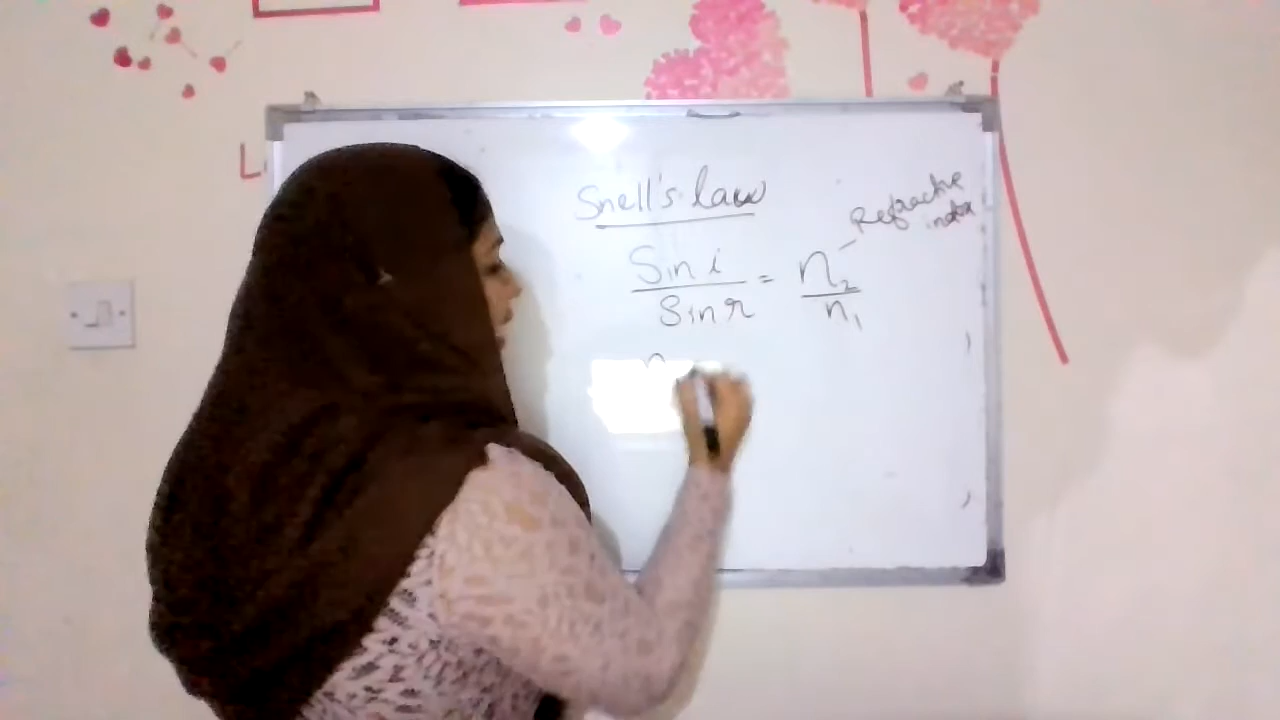 Snell's law
Refractive
index
Sin i = n2
Sin r n1
n
L